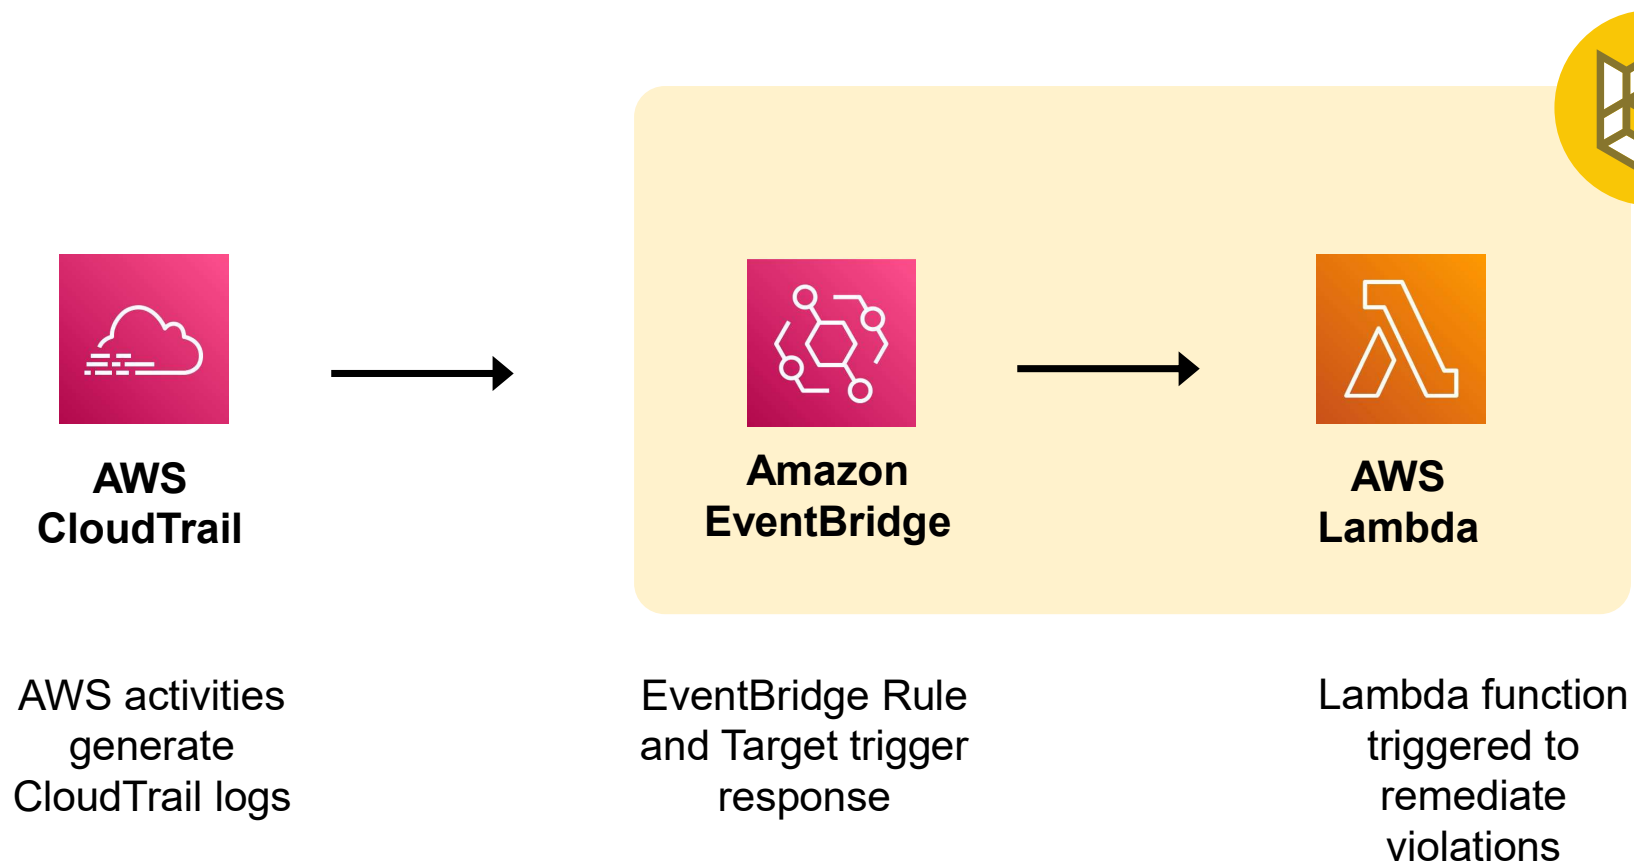 AWS
CloudTrail
Amazon
EventBridge
AWS
Lambda
AWS activities
generate
CloudTrail logs
EventBridge Rule
and Target trigger
response
Lambda function
triggered to
remediate
violations